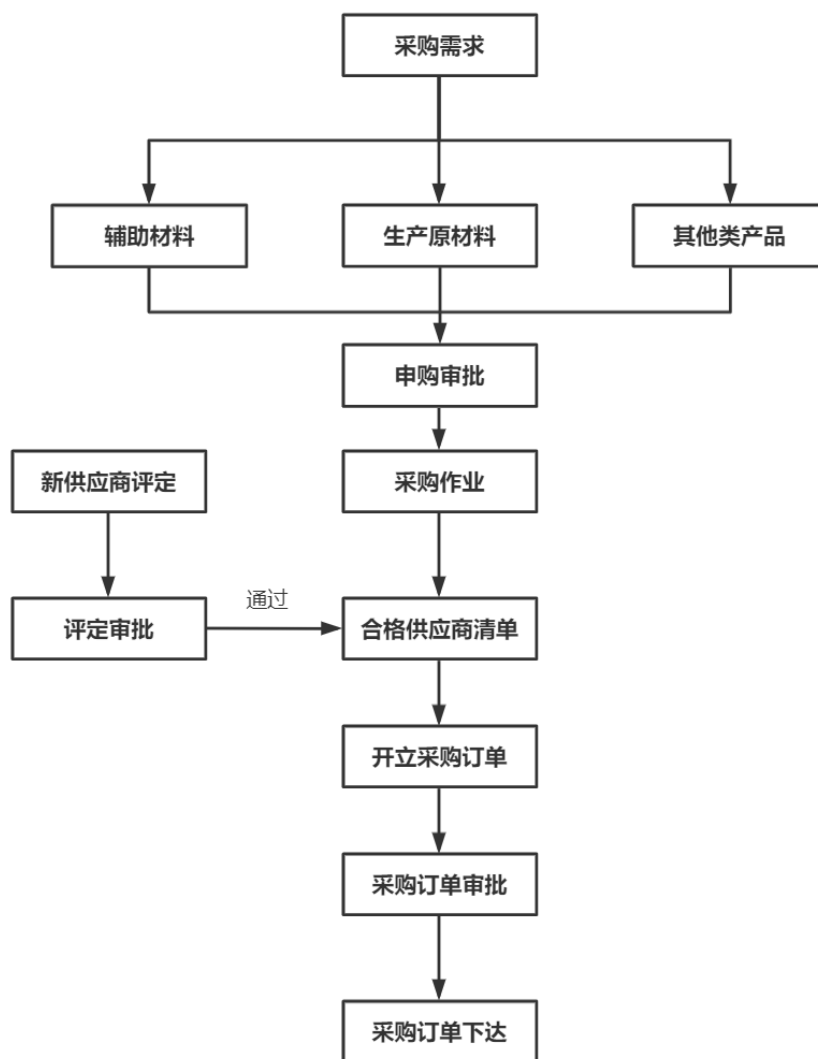 采购需求
辅助材料
生产原材料
其他类产品
申购审批
新供应商评定
采购作业
评定审批
通过
合格供应商清单
开立采购订单
采购订单审批
采购订单下达